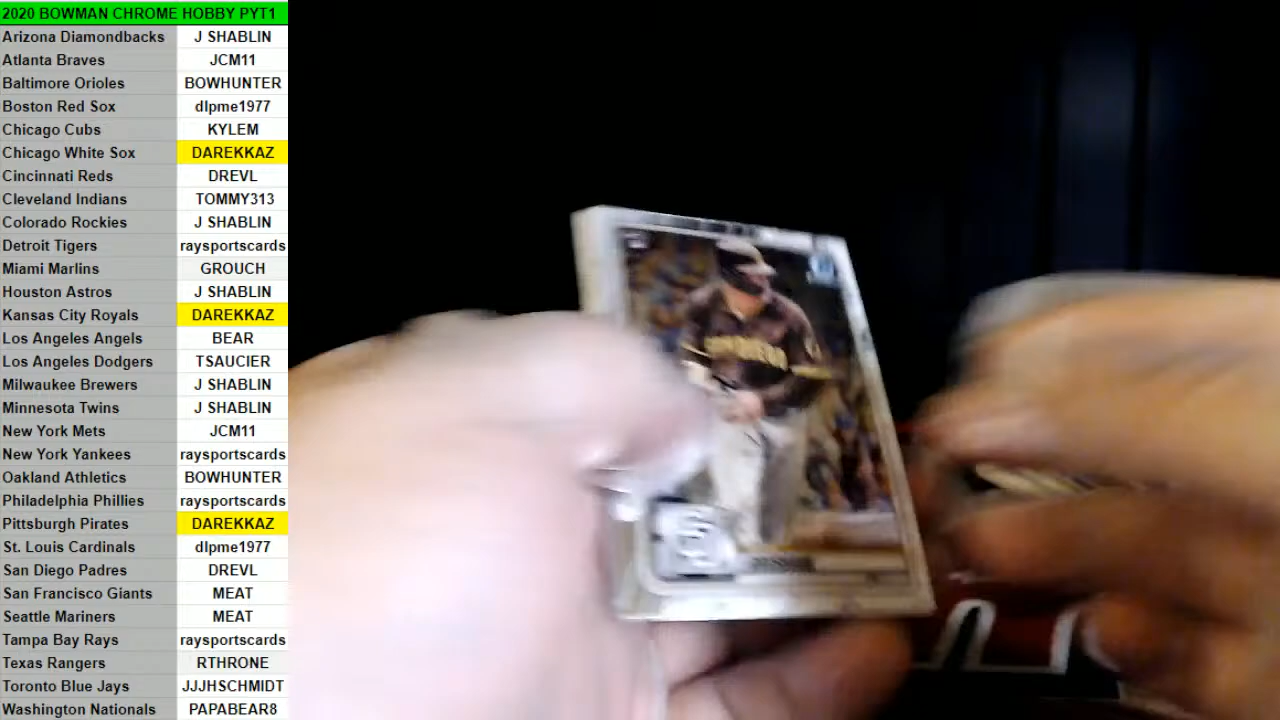 2020 BOWMAN CHROME HOBBY PYT1
Arizona Diamondbacks J SHABLIN
Atlanta Braves JCM11
Baltimore Orioles BOWHUNTER
Boston Red Sox dlpme1977
Chicago Cubs KYLEM
Chicago White Sox DAREKKAZ
Cincinnati Reds DREVL
Cleveland Indians TOMMY313
Colorado Rockies J SHABLIN
Detroit Tigers raysportscards
Miami Marlins GROUCH
Houston Astros J SHABLIN
Kansas City Royals DAREKKAZ
Los Angeles Angels BEAR
Los Angeles Dodgers TSAUCIER
Milwaukee Brewers J SHABLIN
Minnesota Twins J SHABLIN
New York Mets JCM11
New York Yankees raysportscards
Oakland Athletics BOWHUNTER
Philadelphia Phillies raysportscards
Pittsburgh Pirates DAREKKAZ
St. Louis Cardinals dlpme1977
San Diego Padres DREVL
San Francisco Giants MEAT
Seattle Mariners MEAT
Tampa Bay Rays raysportscards
Texas Rangers RTHRONE
Toronto Blue Jays JJJHSCHMIDT
Washington Nationals PAPABEAR8